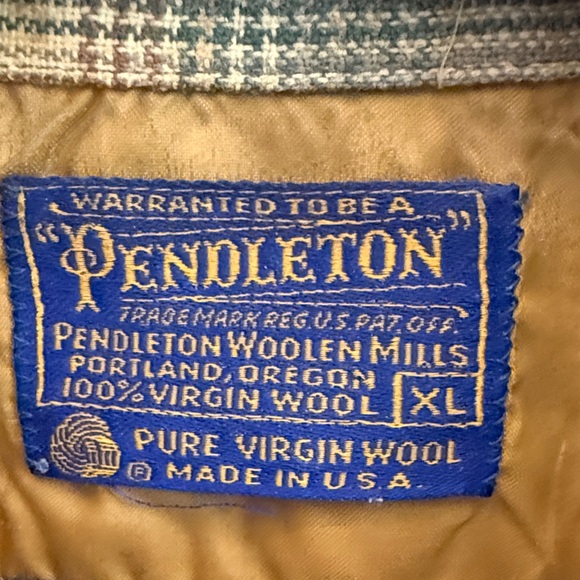 WARRANTED TO BE A
"PENDLETON"
TRADE MARK REG. U.S. PAT. OFF.
PENDLETON WOOLEN MILLS
PORTLAND, OREGON
100% VIRGIN WOOL XL
PURE VIRGIN WOOL
® MADE IN U.S.A.